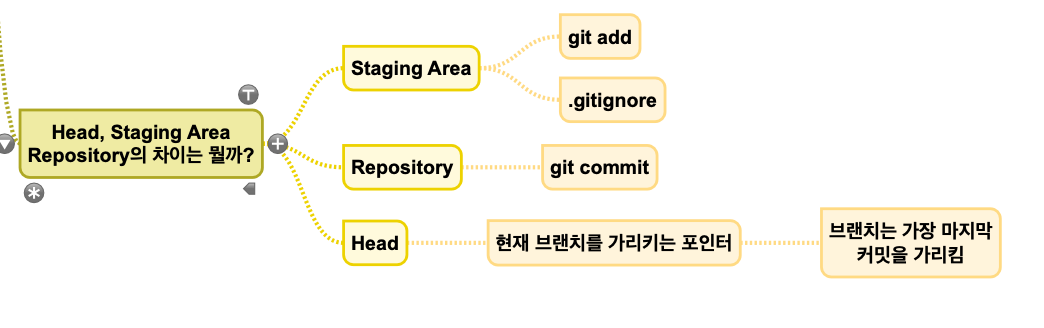 Head, Staging Area
Repository의 차이는 뭘까?
Staging Area
git add
.gitignore
Repository
git commit
Head
현재 브랜치를 가리키는 포인터
브랜치는 가장 마지막
커밋을 가리킴